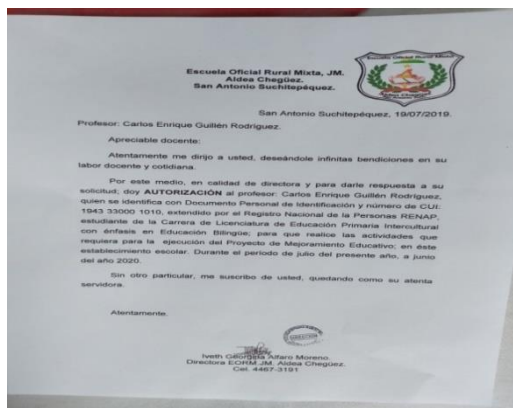 Escuela Oficial Rural Mixta, JM.
Aldea Chegüez.
San Antonio Suchitepéquez.
San Antonio Suchitepéquez, 19/07/2019.
Profesor: Carlos Enrique Guillén Rodríguez.
Apreciable docente:
Atentamente me dirijo a usted, deseándole infinitas bendiciones en su
labor docente y cotidiana.
Por este medio, en calidad de directora y para darle respuesta a su
solicitud; doy AUTORIZACIÓN al profesor: Carlos Enrique Guillén Rodríguez,
quien se identifica con Documento Personal de Identificación y número de CUI:
1943 33000 1010, extendido por el Registro Nacional de la Personas RENAP,
estudiante de la Carrera de Licenciatura de Educación Primaria Intercultural
con énfasis en Educación Bilingüe; para que realice las actividades que
requiera para la ejecución del Proyecto de Mejoramiento Educativo; en éste
establecimiento escolar. Durante el periodo de julio del presente año, a junio
del año 2020.
Sin otro particular, me suscribo de usted, quedando como su atenta
servidora.
Atentamente.
DIRECCION
Iveth Georgela Alfaro Moreno.
Directora EORM JM. Aldea Chegüez.
Cel. 4467-3191